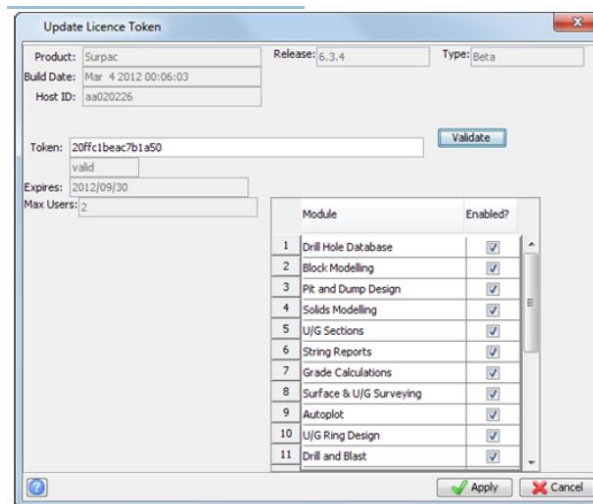 Update Licence Token
Product: Surpac Release: 6.3.4 Type: Beta
Build Date: Mar 4 2012 00:06:03
Host ID: aa020226
Token: 20ffc1beac7b1a50 Validate
valid
Expires: 2012/09/30
Max Users: 2
Module Enabled?
1 Drill Hole Database
2 Block Modelling
3 Pit and Dump Design
4 Solids Modelling
5 U/G Sections
6 String Reports
7 Grade Calculations
8 Surface & U/G Surveying
9 Autoplot
10 U/G Ring Design
11 Drill and Blast
Apply Cancel